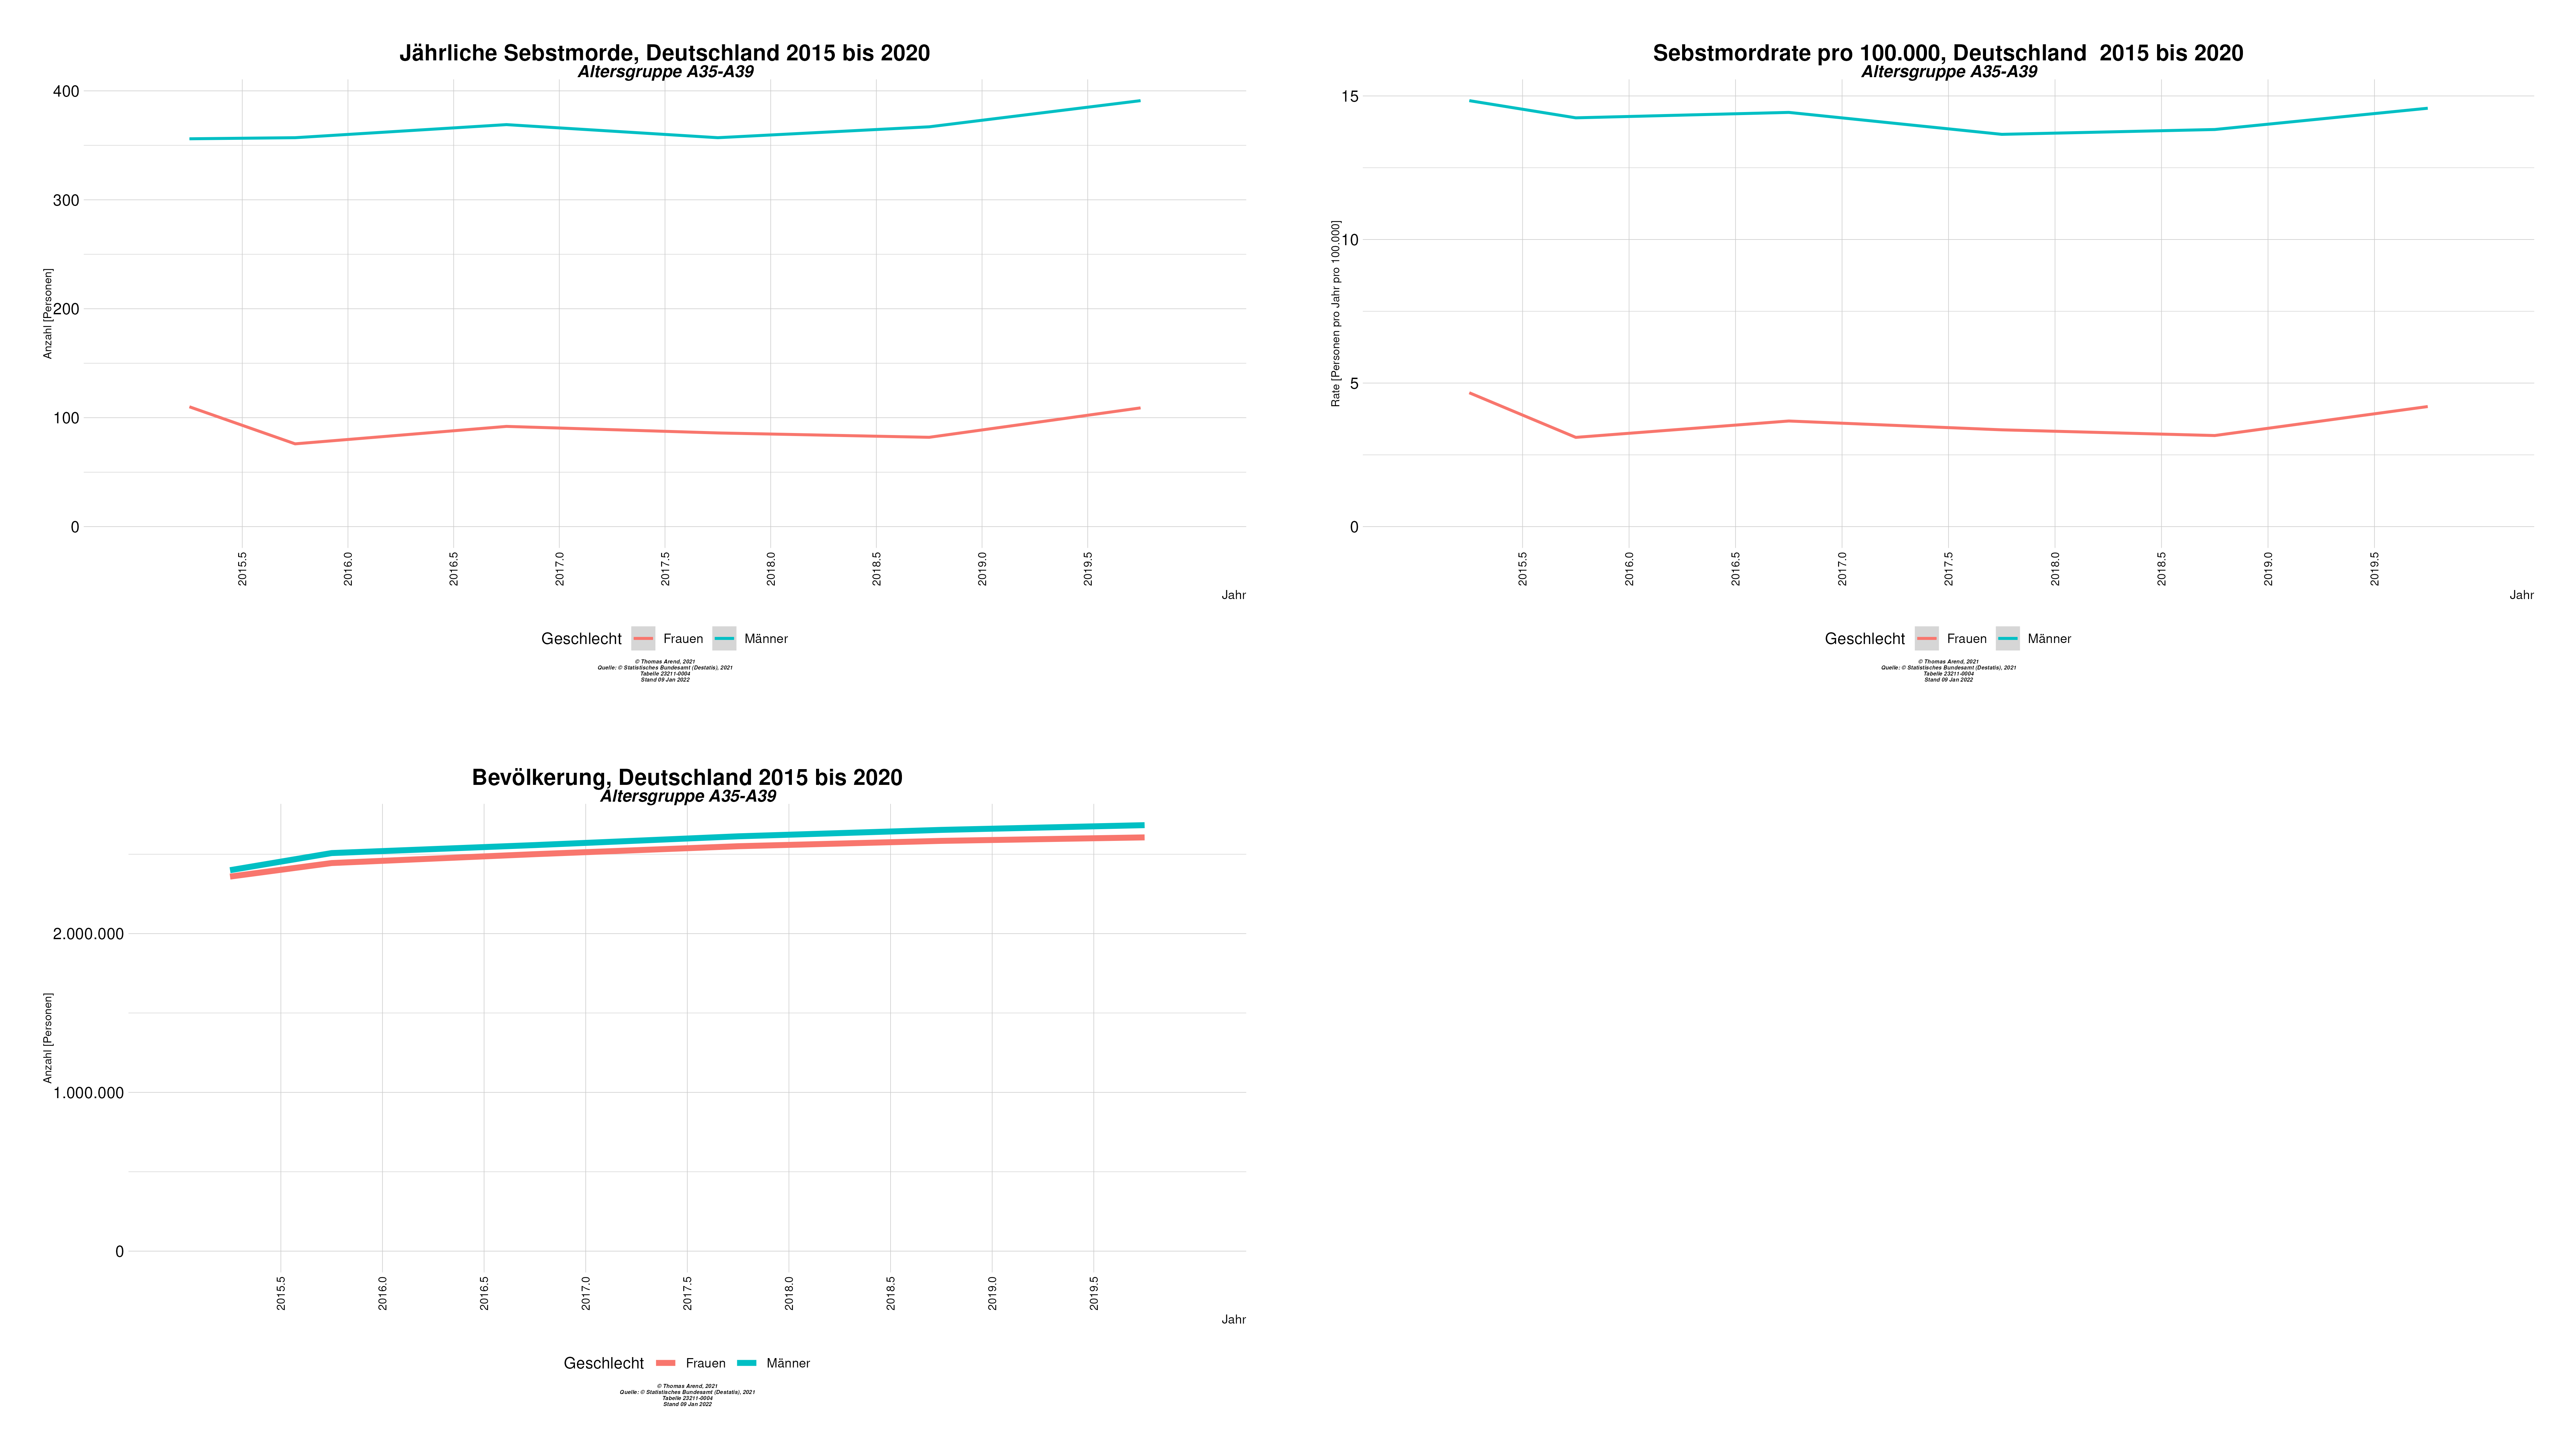 Jährliche Sebstmorde, Deutschland 2015 bis 2020
Altersgruppe A35-A39
Anzahl [Personen]
400
300
200
100
0
2015.5
2016.0
2016.5
2017.0
2017.5
2018.0
2018.5
2019.0
2019.5
Jahr
Geschlecht Frauen Männer
© Thomas Arend, 2021
Quelle: © Statistisches Bundesamt (Destatis), 2021
Tabelle 23211-0004
Stand 09 Jan 2022
Sebstmordrate pro 100.000, Deutschland  2015 bis 2020
Altersgruppe A35-A39
Rate [Personen pro Jahr pro 100.000]
15
10
5
0
2015.5
2016.0
2016.5
2017.0
2017.5
2018.0
2018.5
2019.0
2019.5
Jahr
Geschlecht Frauen Männer
© Thomas Arend, 2021
Quelle: © Statistisches Bundesamt (Destatis), 2021
Tabelle 23211-0004
Stand 09 Jan 2022
Bevölkerung, Deutschland 2015 bis 2020
Altersgruppe A35-A39
Anzahl [Personen]
2.000.000
1.000.000
0
2015.5
2016.0
2016.5
2017.0
2017.5
2018.0
2018.5
2019.0
2019.5
Jahr
Geschlecht Frauen Männer
© Thomas Arend, 2021
Quelle: © Statistisches Bundesamt (Destatis), 2021
Tabelle 23211-0004
Stand 09 Jan 2022